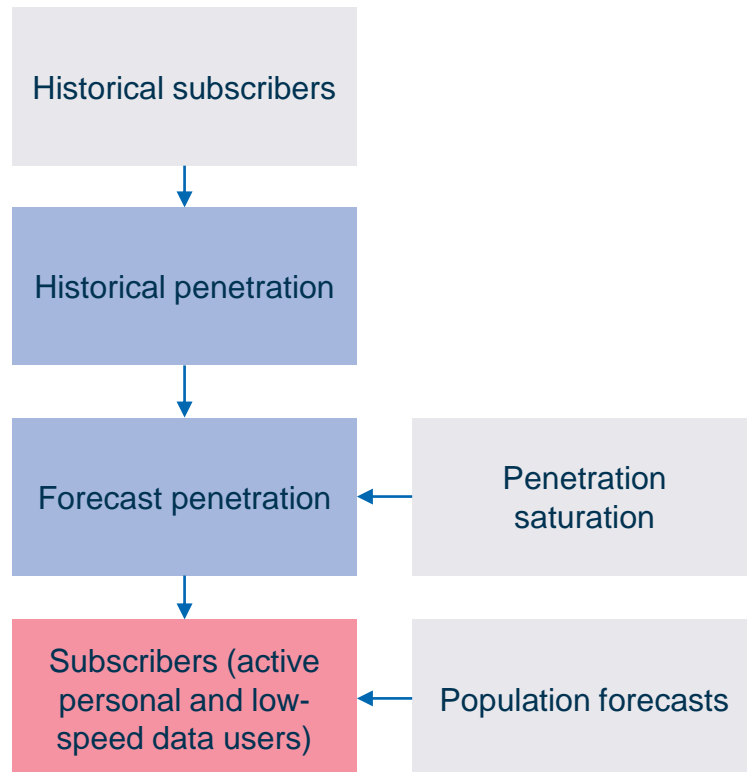 Historical subscribers
Historical penetration
Forecast penetration
Penetration
saturation
Subscribers (active
personal and low-
speed data users)
Population forecasts